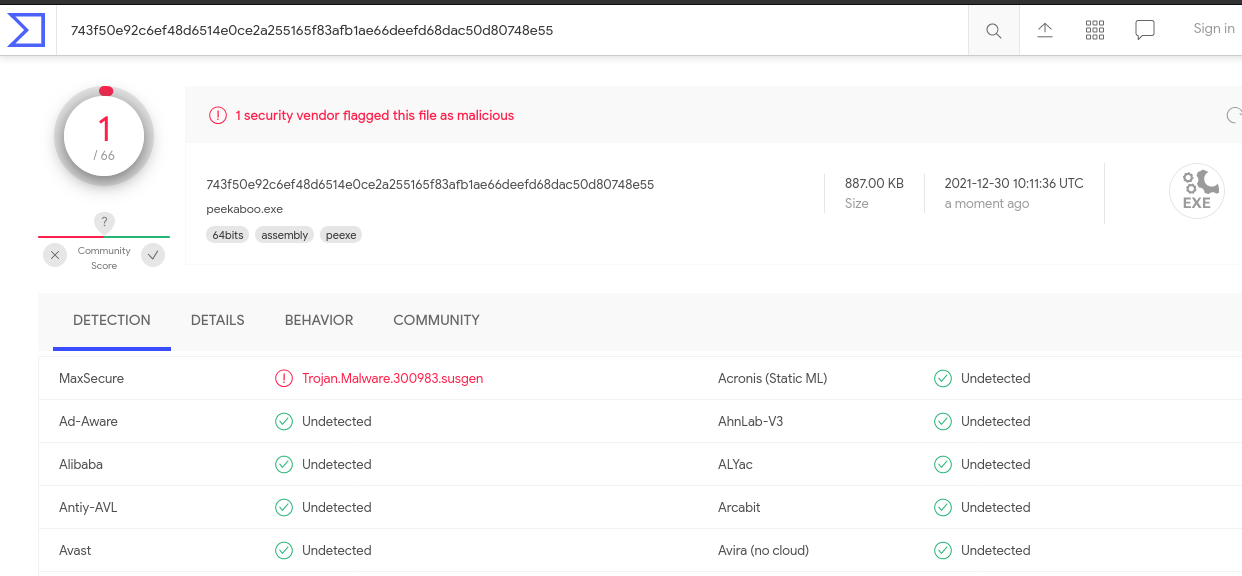 743f50e92c6ef48d6514e0ce2a255165f83afb1ae66deefd68dac50d80748e55
Sign in
1
/ 66
1 security vendor flagged this file as malicious
743f50e92c6ef48d6514e0ce2a255165f83afb1ae66deefd68dac50d80748e55
peekaboo.exe
64bits assembly peexe
887.00 KB
Size
2021-12-30 10:11:36 UTC
a moment ago
EXE
?
Community
Score
DETECTION DETAILS BEHAVIOR COMMUNITY
MaxSecure Trojan.Malware.300983.susgen Acronis (Static ML) Undetected
Ad-Aware Undetected AhnLab-V3 Undetected
Alibaba Undetected ALYac Undetected
Antiy-AVL Undetected Arcabit Undetected
Avast Undetected Avira (no cloud) Undetected